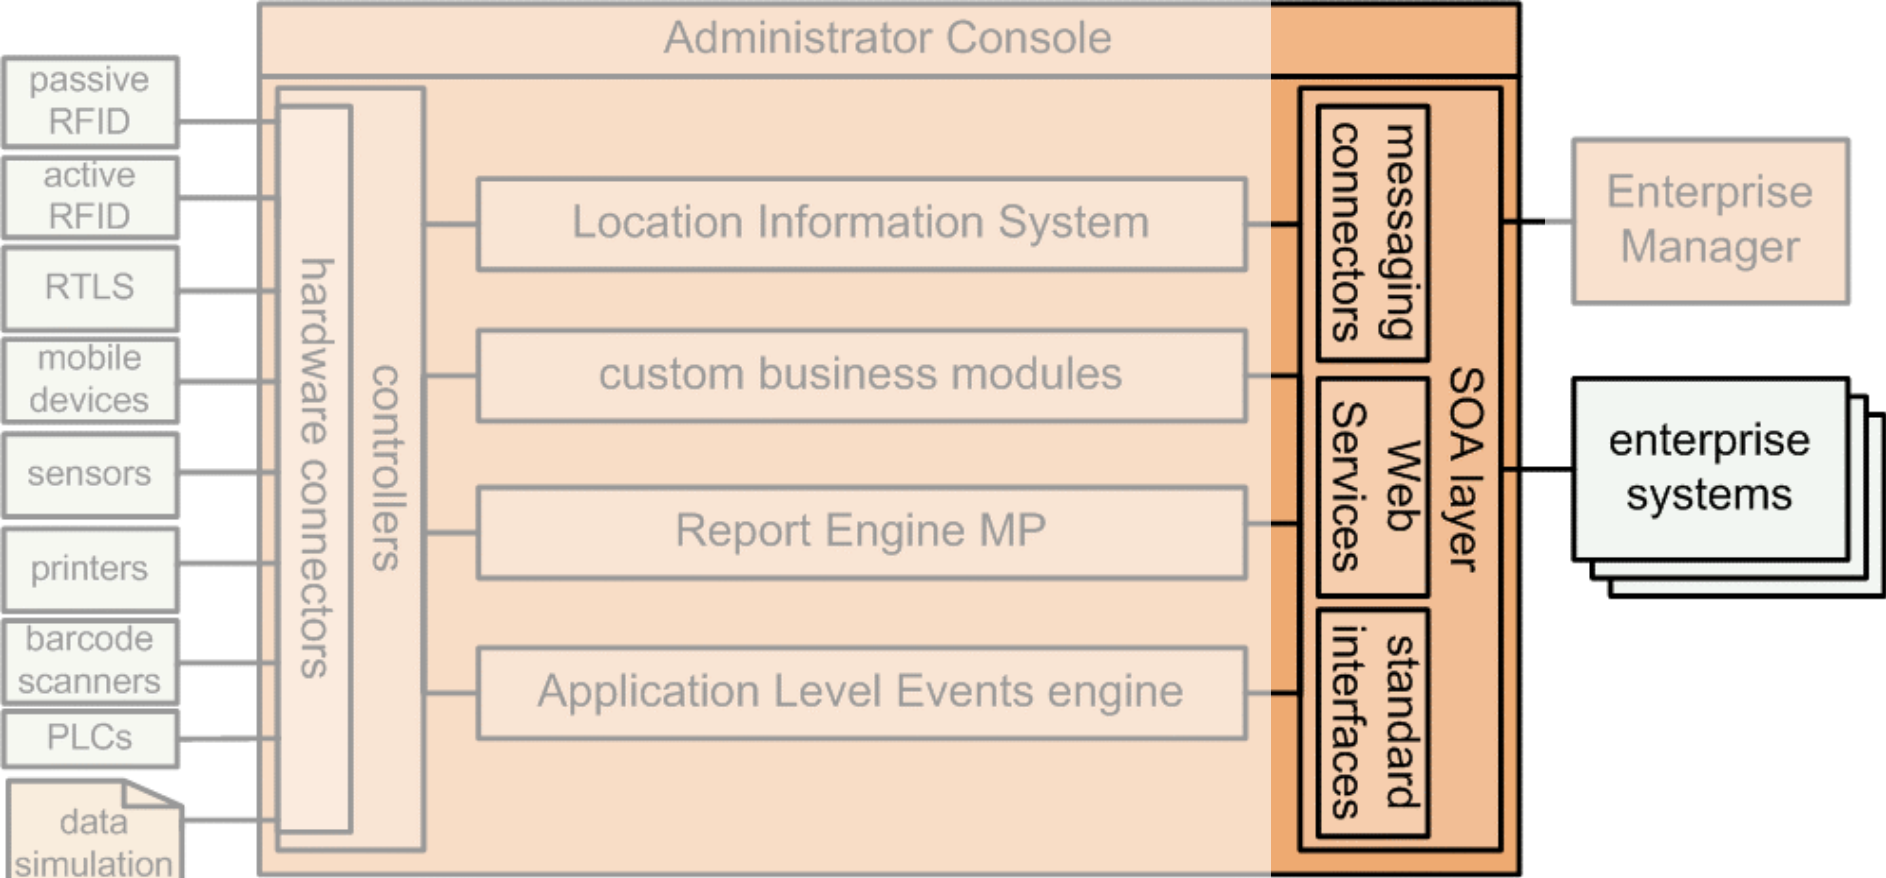 Administrator Console
passive
RFID
active
RFID
RTLS
mobile
devices
sensors
printers
barcode
scanners
PLCs
data
simulation
hardware connectors
controllers
Location Information System
custom business modules
Report Engine MP
Application Level Events engine
messaging
connectors
Web
Services
standard
interfaces
SOA layer
Enterprise
Manager
enterprise
systems